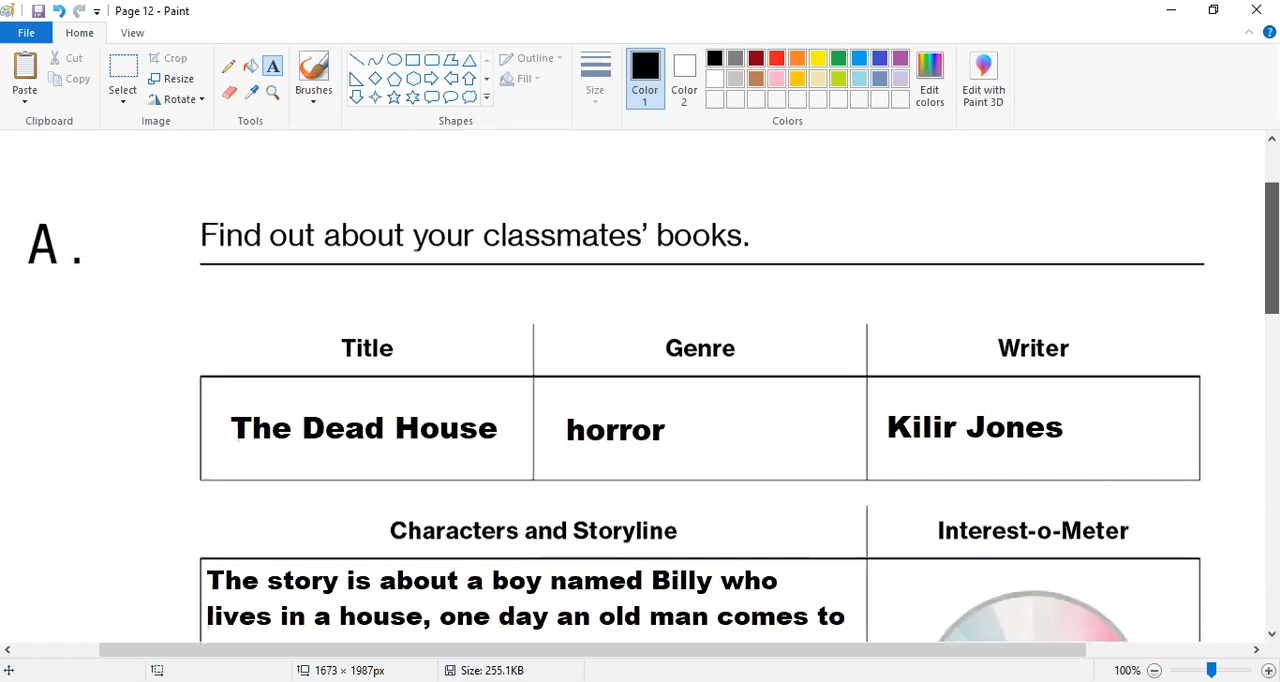 Page 12 - Paint
File Home View
Paste
Cut
Copy
Clipboard
Select
Crop
Resize
Rotate
Image
A
Tools
Brushes
Outline
Fill
Shapes
Size
Color 1
Color 2
Edit colors
Colors
Edit with Paint 3D
A. Find out about your classmates’ books.
Title Genre Writer
The Dead House horror Kilir Jones
Characters and Storyline Interest-o-Meter
The story is about a boy named Billy who
lives in a house, one day an old man comes to
1673 × 1987px Size: 255.1KB 100%